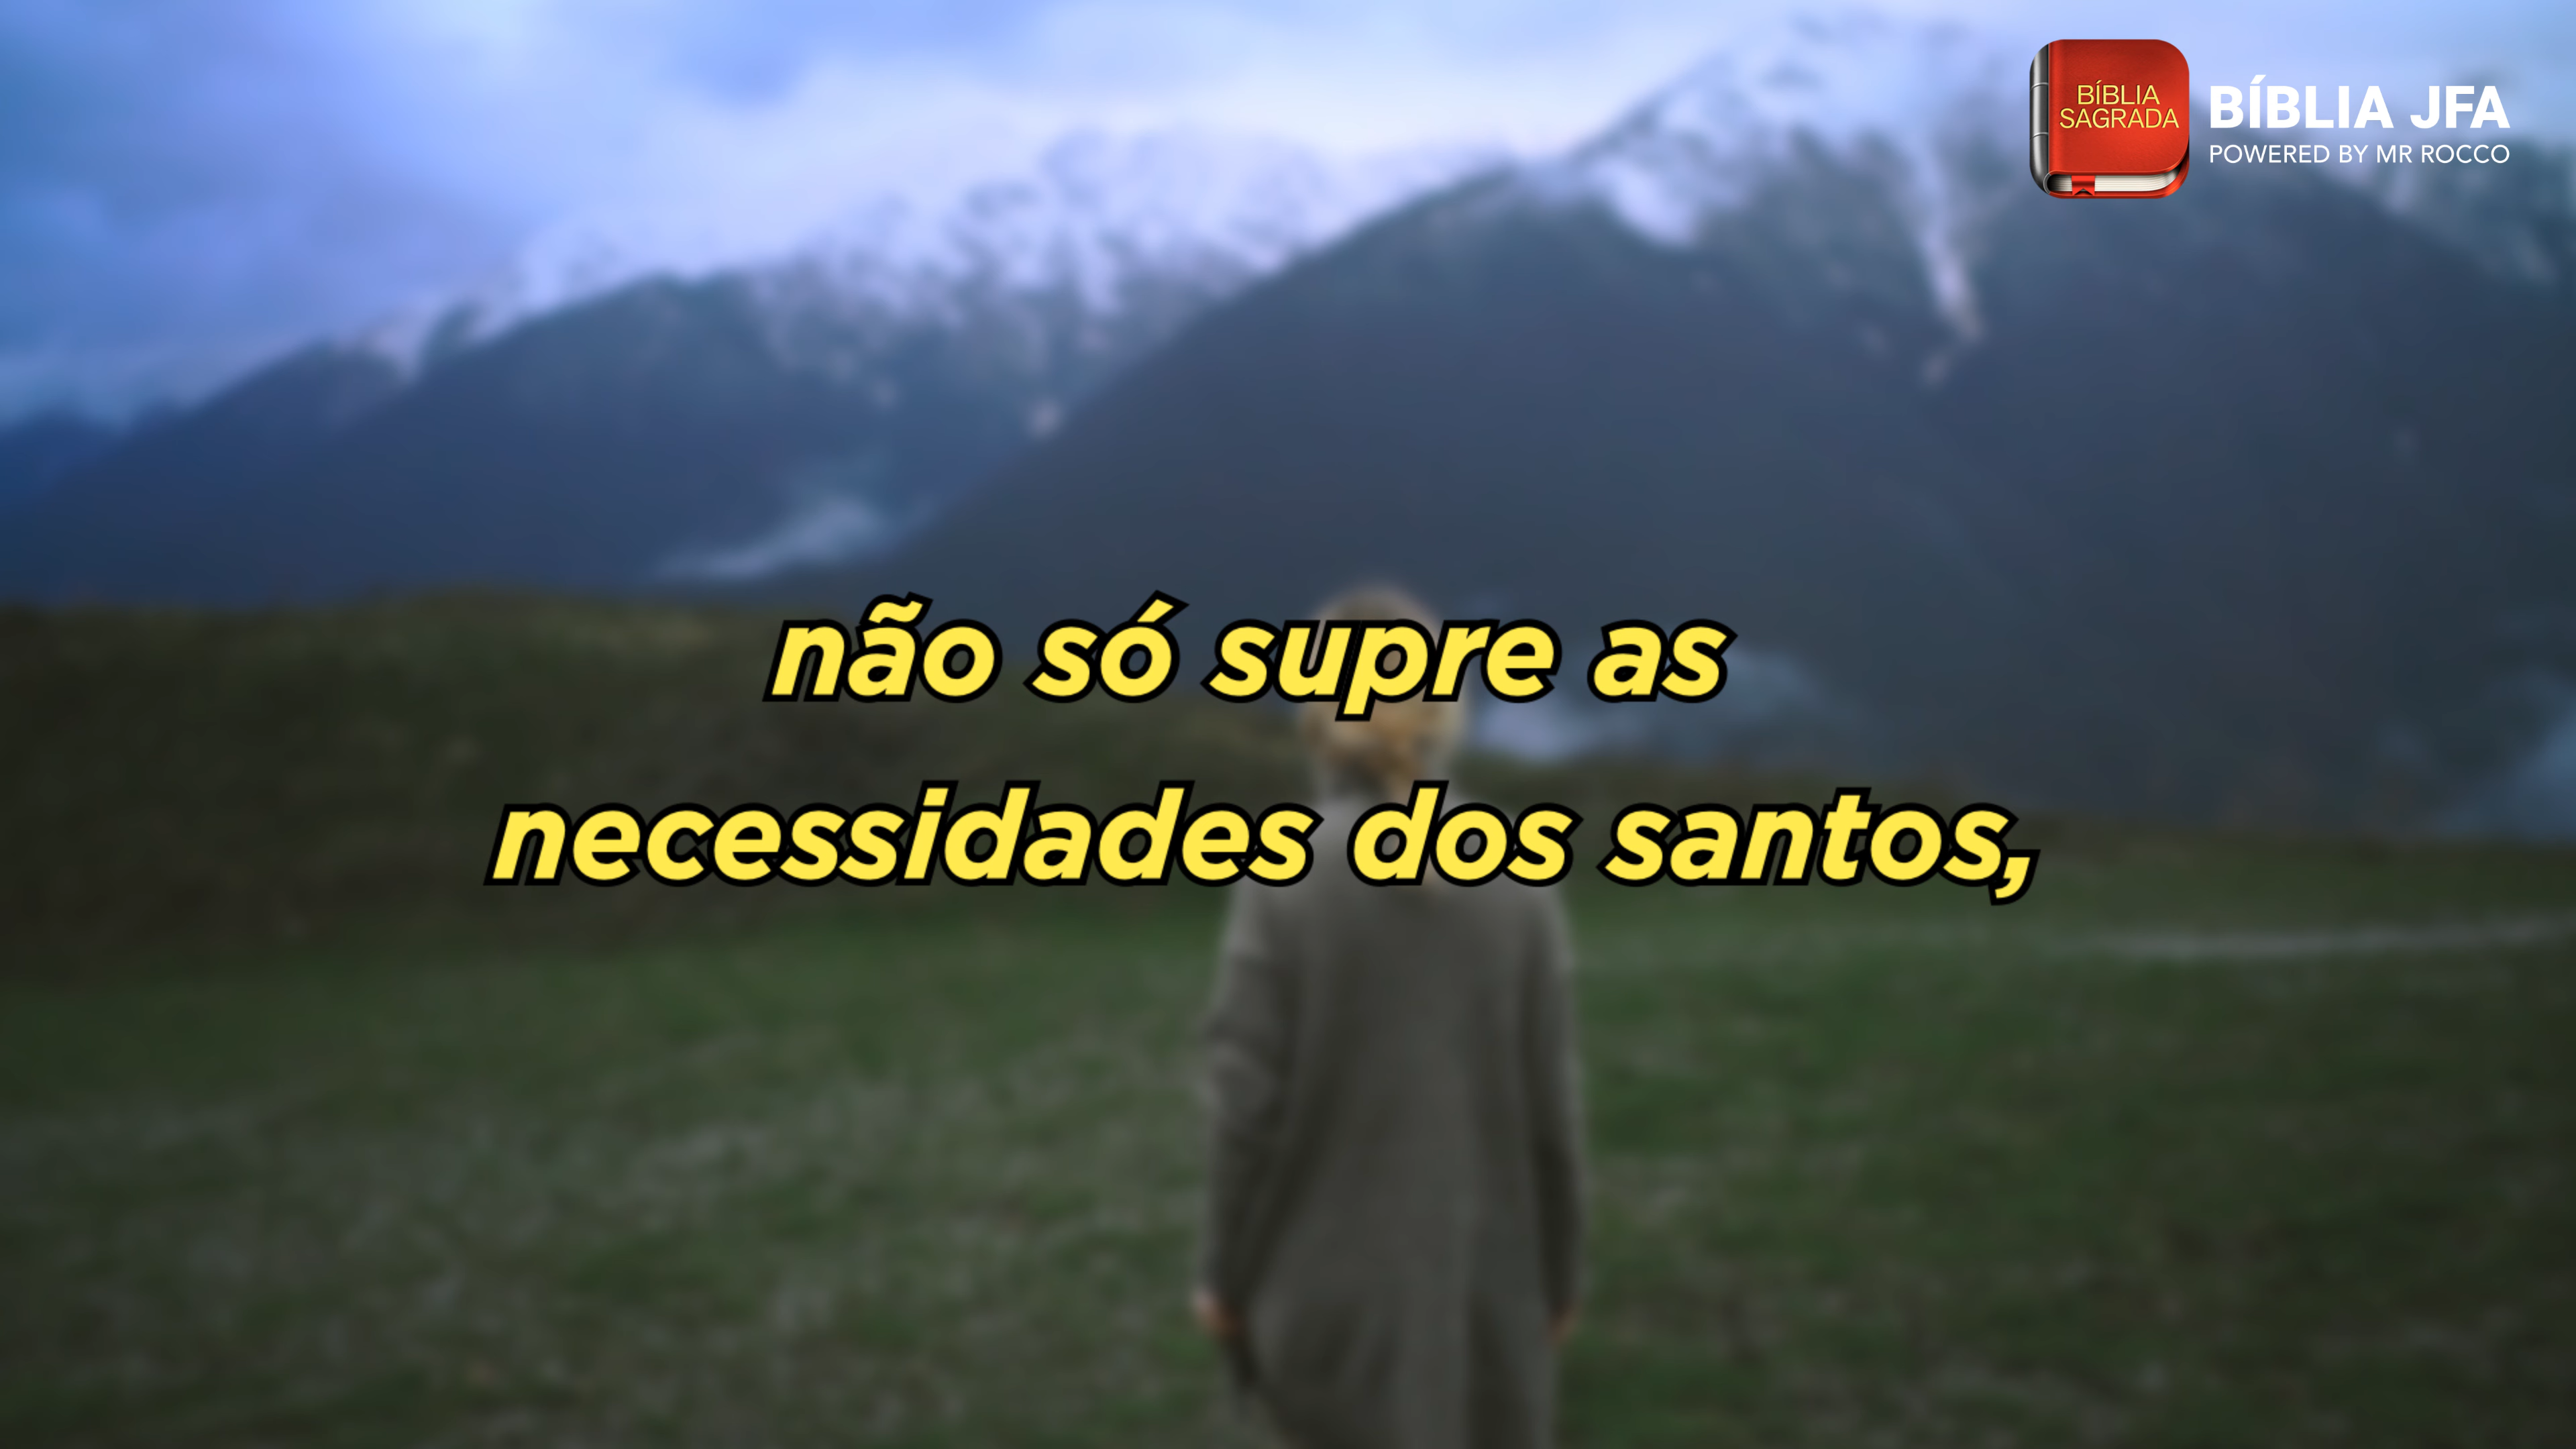 BÍBLIA
SAGRADA
BÍBLIA JFA
POWERED BY MR ROCCO
não só supre as
necessidades dos santos,